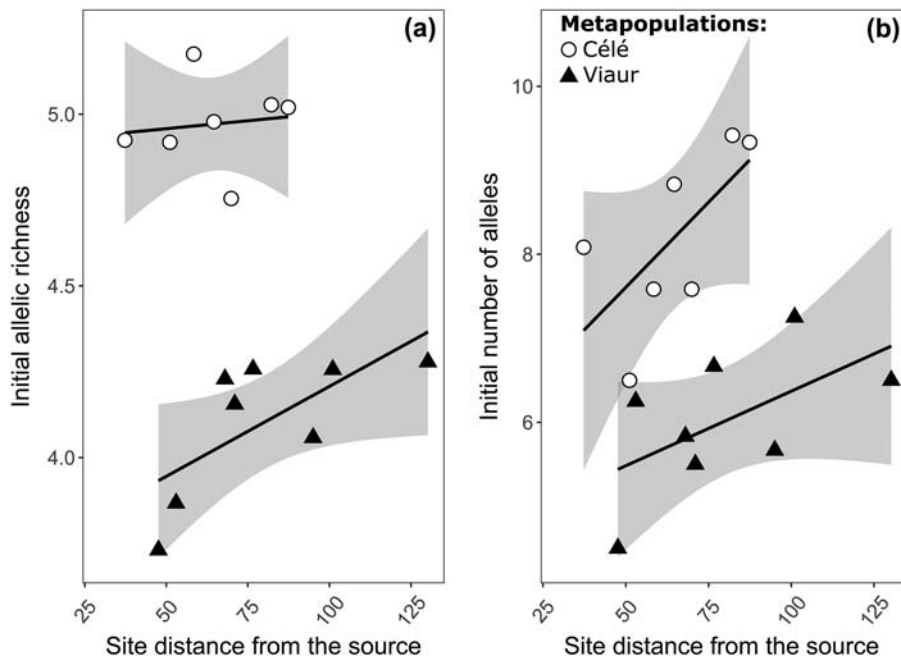 (a)
Initial allelic richness
5.0
4.5
4.0
25
50
75
100
125
Site distance from the source
(b)
Metapopulations:
Célé
Viaur
Initial number of alleles
10
8
6
25
50
75
100
125
Site distance from the source